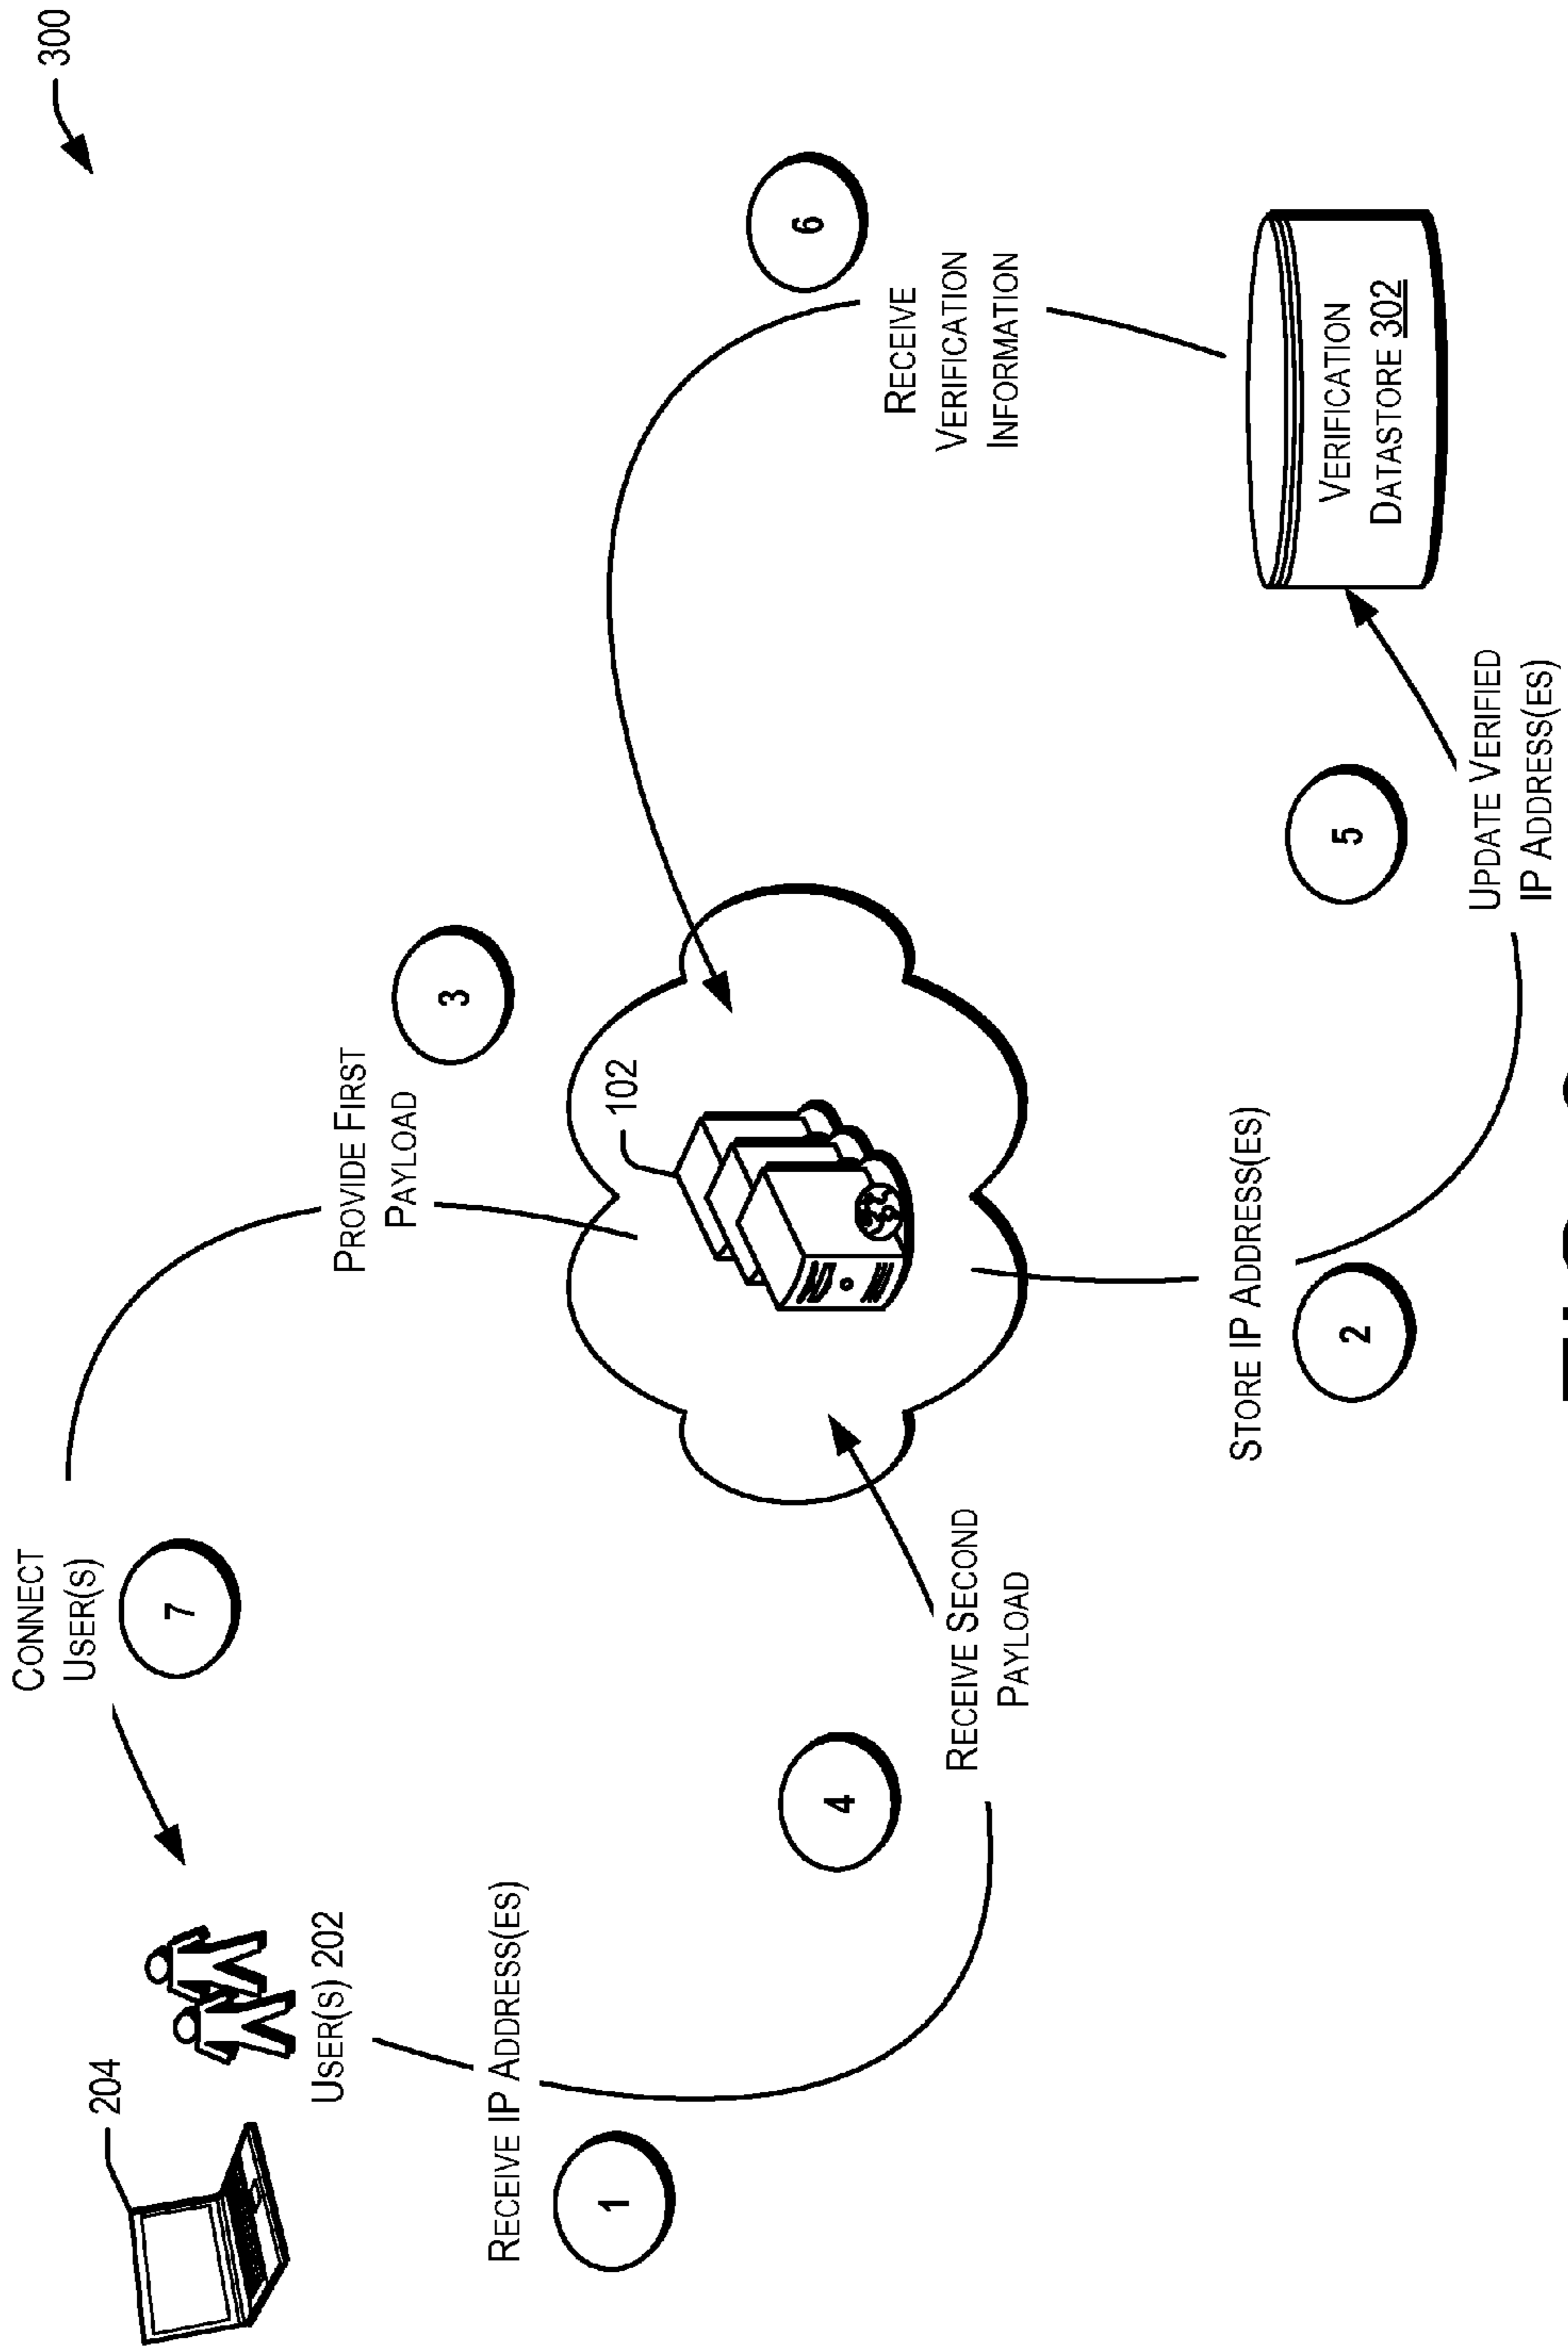 300
CONNECT
USER(S)
7
PROVIDE FIRST
PAYLOAD
3
204
USER(S) 202
102
6
RECEIVE
VERIFICATION
INFORMATION
RECEIVE IP ADDRESS(ES)
1
4
RECEIVE SECOND
PAYLOAD
STORE IP ADDRESS(ES)
2
5
UPDATE VERIFIED
IP ADDRESS(ES)
VERIFICATION
DATASTORE 302